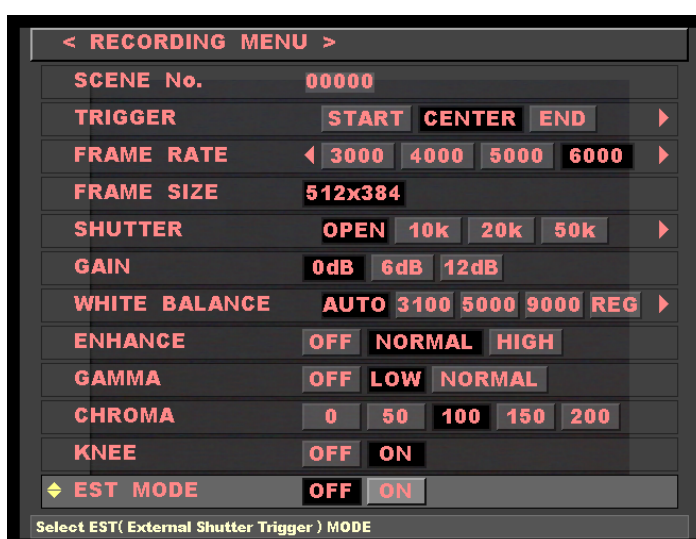 < RECORDING MENU >
SCENE No. 00000
TRIGGER START CENTER END
FRAME RATE 3000 4000 5000 6000
FRAME SIZE 512x384
SHUTTER OPEN 10k 20k 50k
GAIN 0dB 6dB 12dB
WHITE BALANCE AUTO 3100 5000 9000 REG
ENHANCE OFF NORMAL HIGH
GAMMA OFF LOW NORMAL
CHROMA 0 50 100 150 200
KNEE OFF ON
EST MODE OFF ON
Select EST( External Shutter Trigger ) MODE